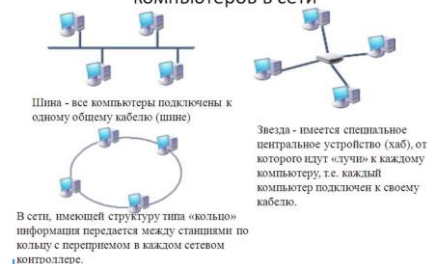 компьютеров в сети
Шина - все компьютеры подключены к
одному общему кабелю (шине)
Звезда - имеется специальное
центральное устройство (хаб), от
которого идут «лучи» к каждому
компьютеру, т.е. каждый
компьютер подключен к своему
кабелю.
В сети, имеющей структуру типа «кольцо»
информация передается между станциями по
кольцу с переприемом в каждом сетевом
контроллере.